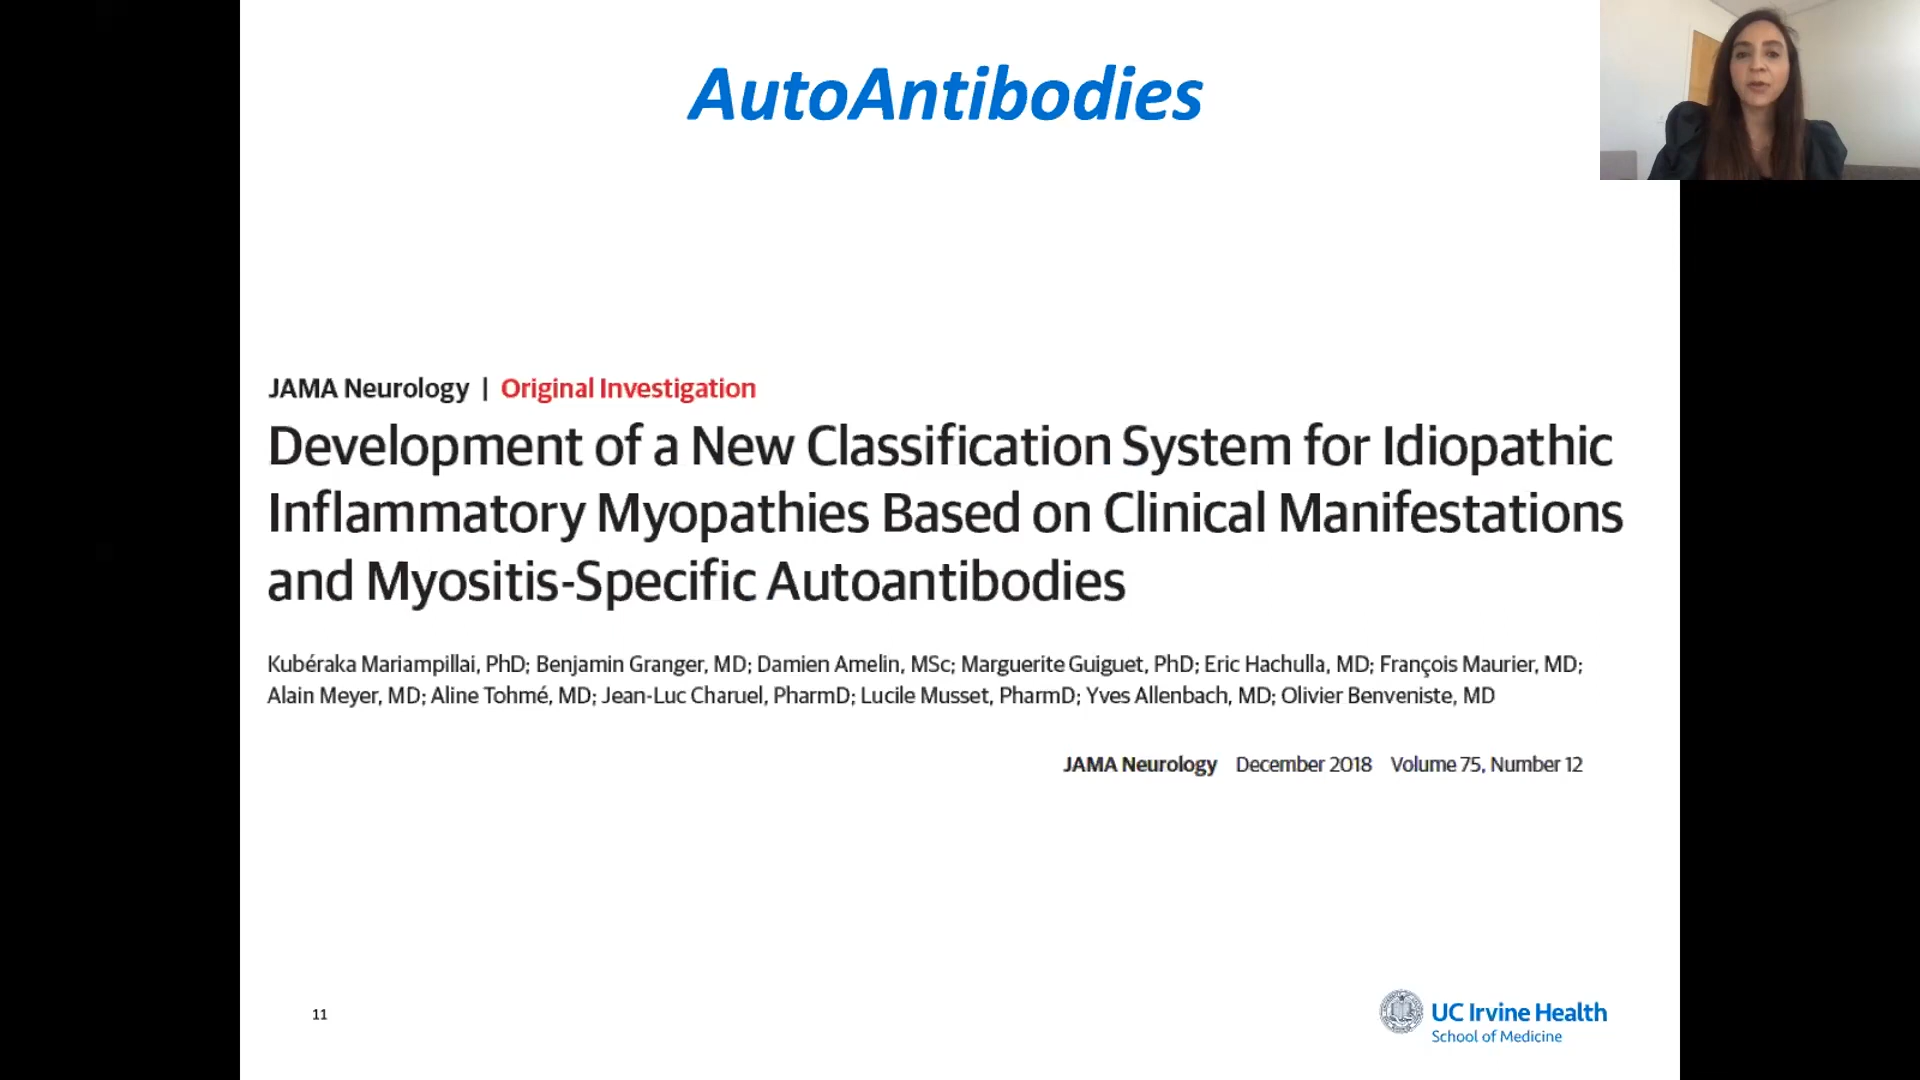 AutoAntibodies
JAMA Neurology | Original Investigation
Development of a New Classification System for Idiopathic
Inflammatory Myopathies Based on Clinical Manifestations
and Myositis-Specific Autoantibodies
Kubéraka Mariampillai, PhD; Benjamin Granger, MD; Damien Amelin, MSc; Marguerite Guiguet, PhD; Eric Hachulla, MD; François Maurier, MD;
Alain Meyer, MD; Aline Tohmé, MD; Jean-Luc Charuel, PharmD; Lucile Musset, PharmD; Yves Allenbach, MD; Olivier Benveniste, MD
JAMA Neurology December 2018 Volume 75, Number 12
11
UC Irvine Health
School of Medicine